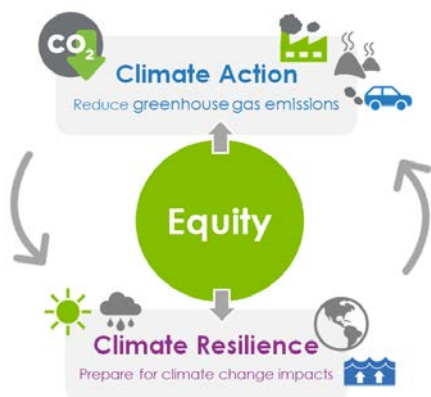 CO₂
Climate Action
Reduce greenhouse gas emissions
Equity
Climate Resilience
Prepare for climate change impacts